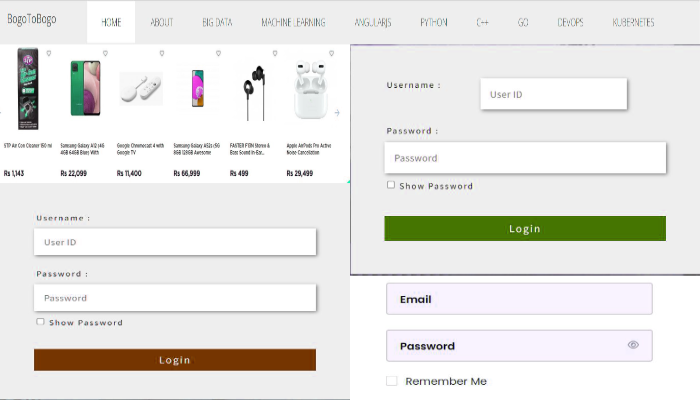 BogoToBogo HOME ABOUT BIG DATA MACHINE LEARNING ANGULARJS PYTHON C++ GO DEVOPS KUBERNETES
STP Air Con Cleaner 150 ml
Samsung Galaxy A12 (4G
4GB 64GB Blues With
Google Chromecast 4 with
Google TV
Samsung Galaxy A52s (5G
8GB 128GB Awesome
FASTER F10N Stereo &
Bass Sound In-Ear...
Apple AirPods Pro Active
Noise Cancellation
Rs 1,143 Rs 22,099 Rs 11,400 Rs 66,999 Rs 499 Rs 29,499
Username :
User ID
Password :
Password
Show Password
Login
Username :
User ID
Password :
Password
Show Password
Login
Email
Password
Remember Me